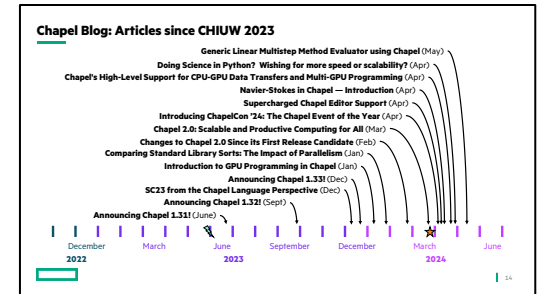 Chapel Blog: Articles since CHIUW 2023
Generic Linear Multistep Method Evaluator using Chapel (May)
Doing Science in Python? Wishing for more speed or scalability? (Apr)
Chapel's High-Level Support for CPU-GPU Data Transfers and Multi-GPU Programming (Apr)
Navier-Stokes in Chapel — Introduction (Apr)
Supercharged Chapel Editor Support (Apr)
Introducing ChapelCon '24: The Chapel Event of the Year (Apr)
Chapel 2.0: Scalable and Productive Computing for All (Mar)
Changes to Chapel 2.0 Since its First Release Candidate (Feb)
Comparing Standard Library Sorts: The Impact of Parallelism (Jan)
Introduction to GPU Programming in Chapel (Jan)
Announcing Chapel 1.33! (Dec)
SC23 from the Chapel Language Perspective (Dec)
Announcing Chapel 1.32! (Sept)
Announcing Chapel 1.31! (June)
December March June September December March June
2022 2023 2024
14